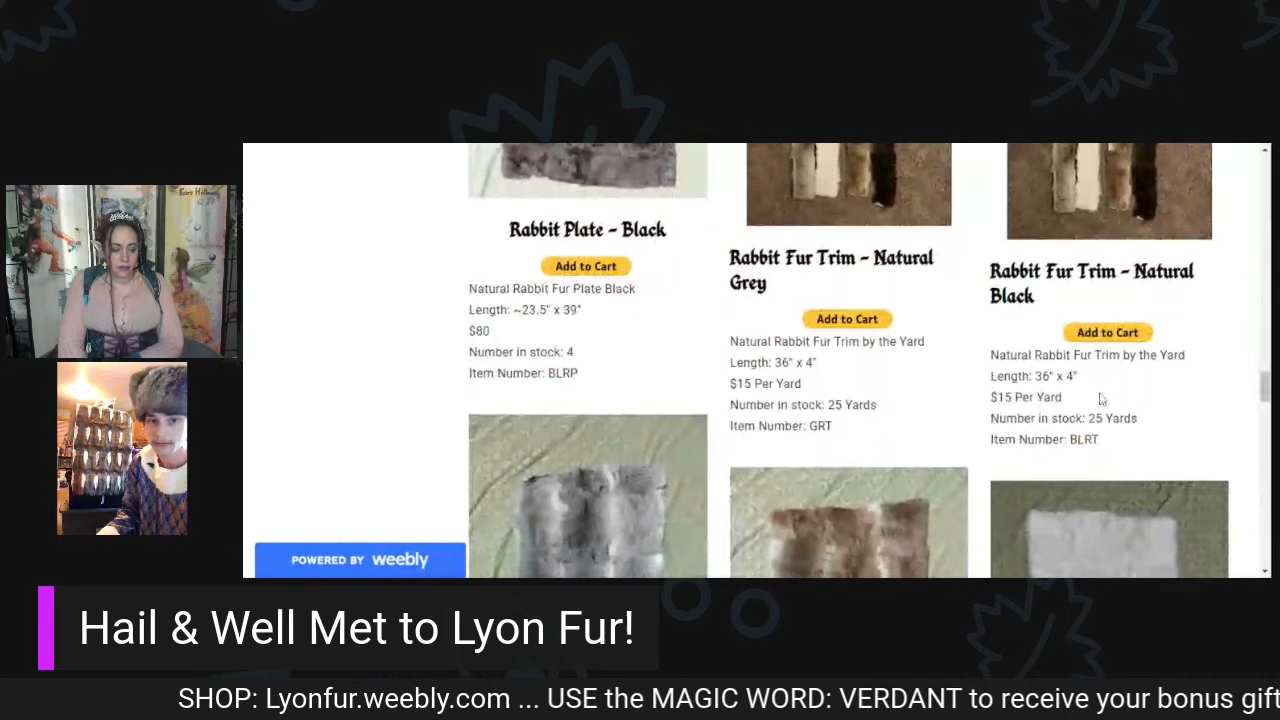 Rabbit Plate - Black
Add to Cart
Natural Rabbit Fur Plate Black
Length: ~23.5" x 39"
$80
Number in stock: 4
Item Number: BLRP
Rabbit Fur Trim - Natural
Grey
Add to Cart
Natural Rabbit Fur Trim by the Yard
Length: 36" x 4"
$15 Per Yard
Number in stock: 25 Yards
Item Number: GRT
Rabbit Fur Trim - Natural
Black
Add to Cart
Natural Rabbit Fur Trim by the Yard
Length: 36" x 4"
$15 Per Yard
Number in stock: 25 Yards
Item Number: BLRT
POWERED BY weebly
Hail & Well Met to Lyon Fur!
SHOP: Lyonfur.weebly.com ... USE the MAGIC WORD: VERDANT to receive your bonus gift